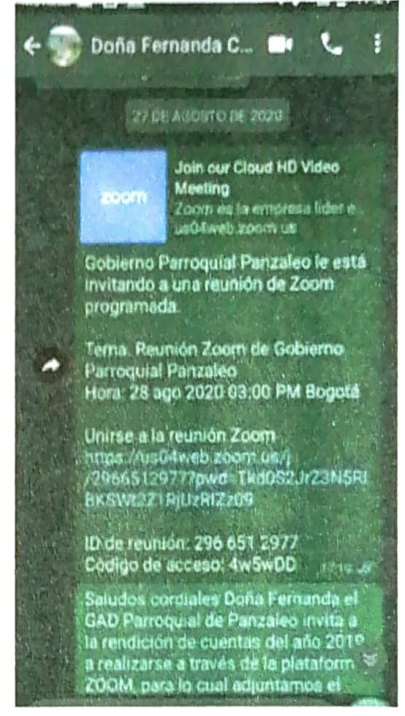 Doña Fernanda C...
27 DE AGOSTO DE 2020
zoom
Join our Cloud HD Video
Meeting
Zoom es la empresa líder e
us04web.zoom.us
Gobierno Parroquial Panzaleo le está
invitando a una reunión de Zoom
programada.
Tema: Reunión Zoom de Gobierno
Parroquial Panzaleo
Hora: 28 ago 2020 03:00 PM Bogotá
Unirse a la reunión Zoom
https://us04web.zoom.us/j
ID de reunión: 296 651 2977
Código de acceso: 4w5wDD
Saludos cordiales Doña Fernanda el
GAD Parroquial de Panzaleo invita a
la rendición de cuentas del año 2019
a realizarse a través de la plataform
ZOOM, para lo cual adjuntamos el